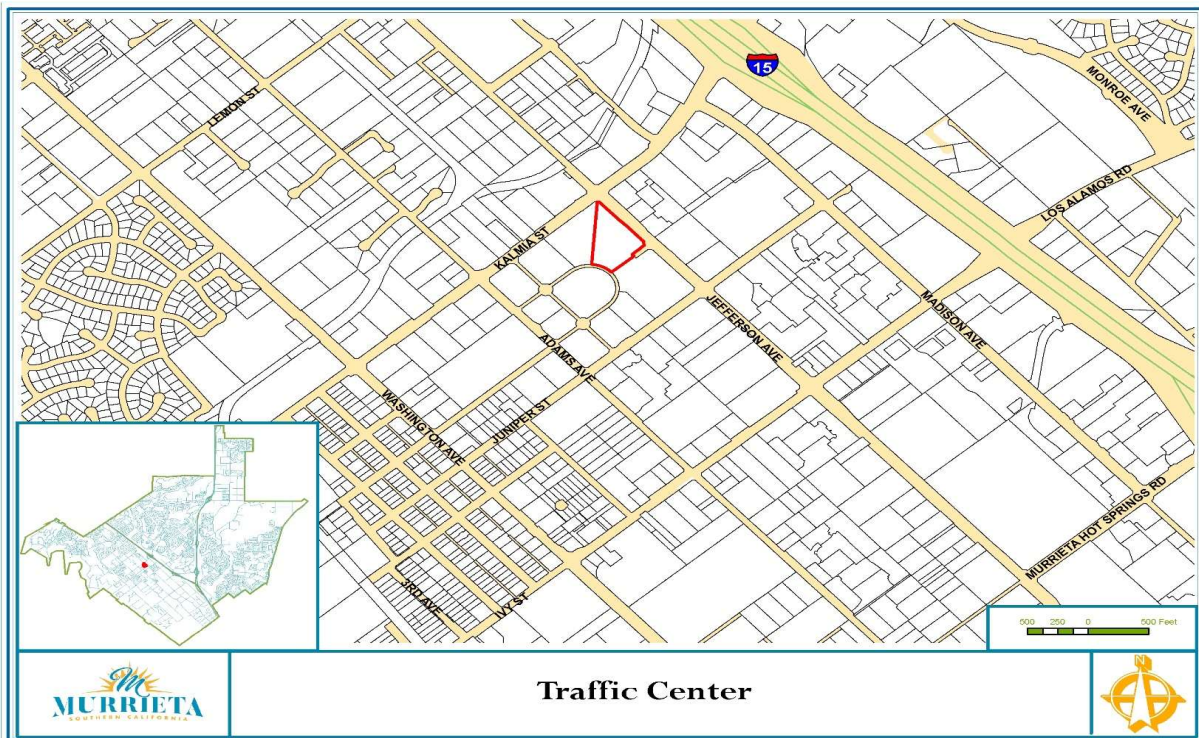 15
MONROE AVE
LEMON ST
LOS ALAMOS RD
KALMIA ST
JEFFERSON AVE
MADISON AVE
ADAMS AVE
WASHINGTON AVE
JUNIPER ST
MURRIETA HOT SPRINGS RD
3RD AVE
IVY ST
500 250 0 500 Feet
M
MURRIETA
SOUTHERN CALIFORNIA
Traffic Center
N